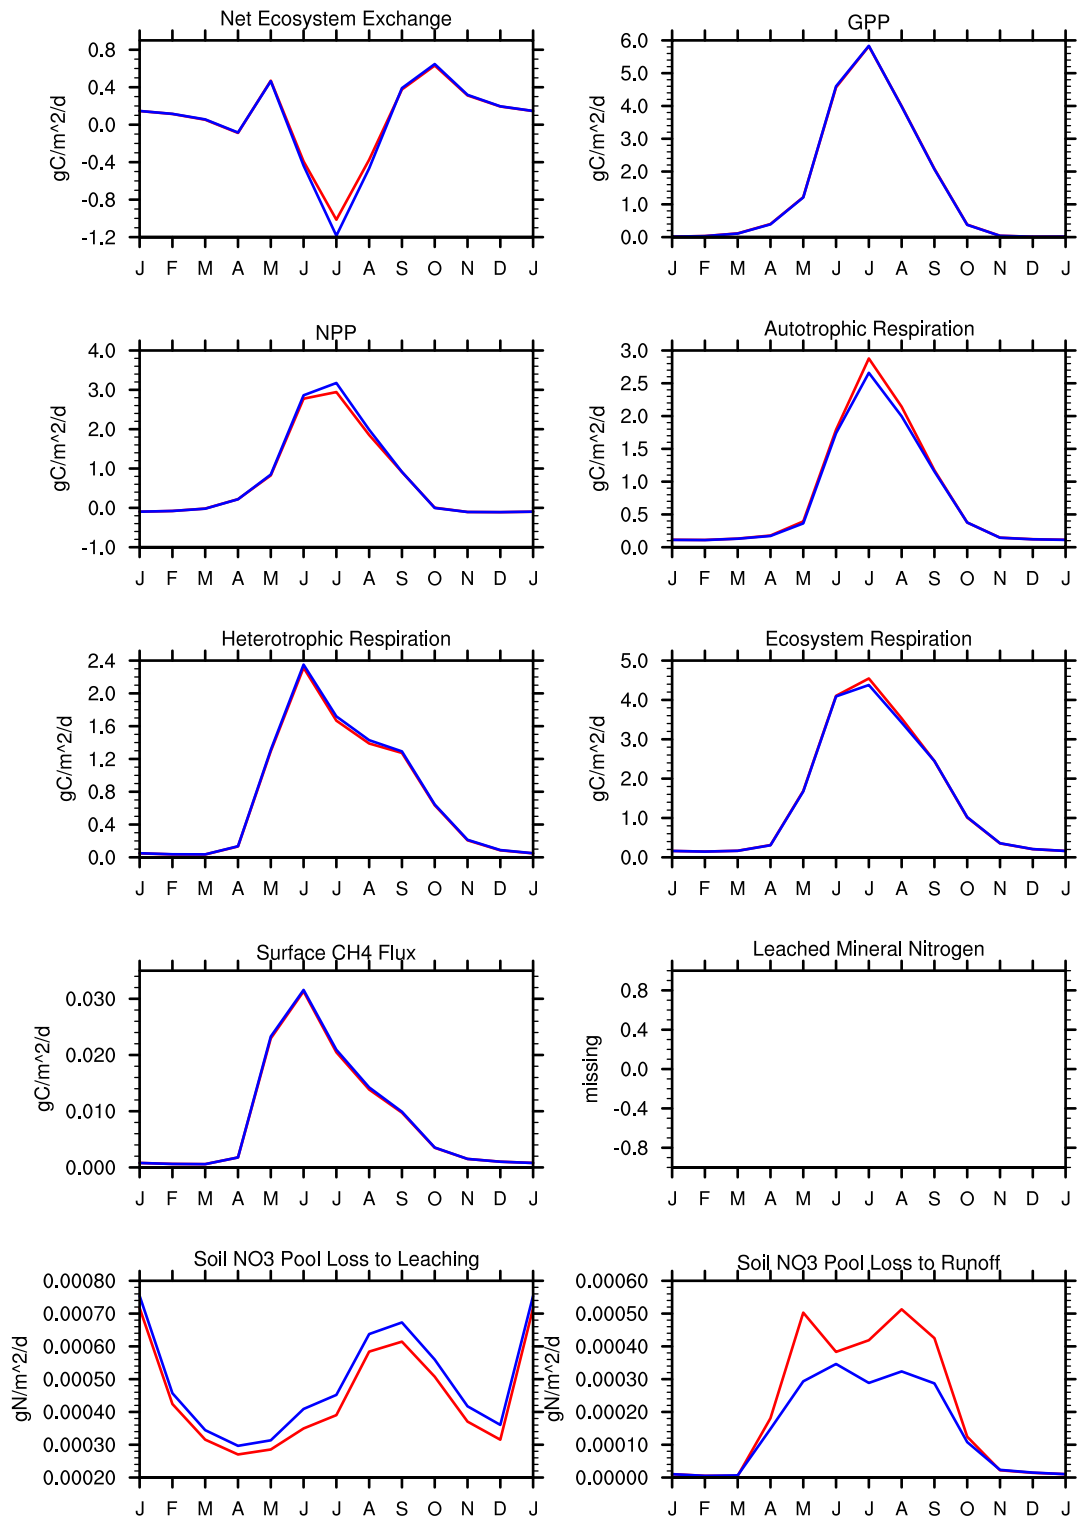 Net Ecosystem Exchange
gC/m^2/d
0.8
0.4
0.0
-0.4
-0.8
-1.2
J F M A M J J A S O N D J
GPP
gC/m^2/d
6.0
5.0
4.0
3.0
2.0
1.0
0.0
J F M A M J J A S O N D J
NPP
gC/m^2/d
4.0
3.0
2.0
1.0
0.0
-1.0
J F M A M J J A S O N D J
Autotrophic Respiration
gC/m^2/d
3.0
2.5
2.0
1.5
1.0
0.5
0.0
J F M A M J J A S O N D J
Heterotrophic Respiration
gC/m^2/d
2.4
2.0
1.6
1.2
0.8
0.4
0.0
J F M A M J J A S O N D J
Ecosystem Respiration
gC/m^2/d
5.0
4.0
3.0
2.0
1.0
0.0
J F M A M J J A S O N D J
Surface CH4 Flux
gC/m^2/d
0.030
0.020
0.010
0.000
J F M A M J J A S O N D J
Leached Mineral Nitrogen
missing
0.8
0.4
0.0
-0.4
-0.8
J F M A M J J A S O N D J
Soil NO3 Pool Loss to Leaching
gN/m^2/d
0.00080
0.00070
0.00060
0.00050
0.00040
0.00030
0.00020
J F M A M J J A S O N D J
Soil NO3 Pool Loss to Runoff
gN/m^2/d
0.00060
0.00050
0.00040
0.00030
0.00020
0.00010
0.00000
J F M A M J J A S O N D J